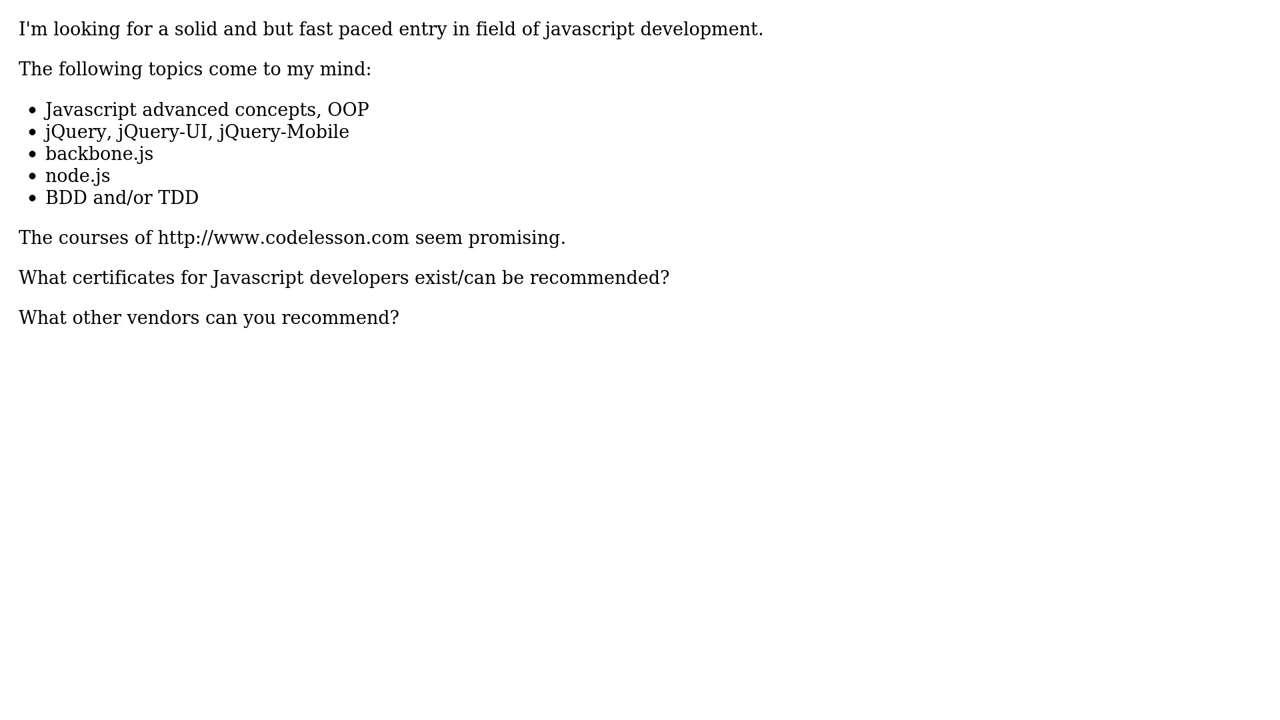 I'm looking for a solid and but fast paced entry in field of javascript development.
The following topics come to my mind:
• Javascript advanced concepts, OOP
• jQuery, jQuery-UI, jQuery-Mobile
• backbone.js
• node.js
• BDD and/or TDD
The courses of http://www.codelesson.com seem promising.
What certificates for Javascript developers exist/can be recommended?
What other vendors can you recommend?